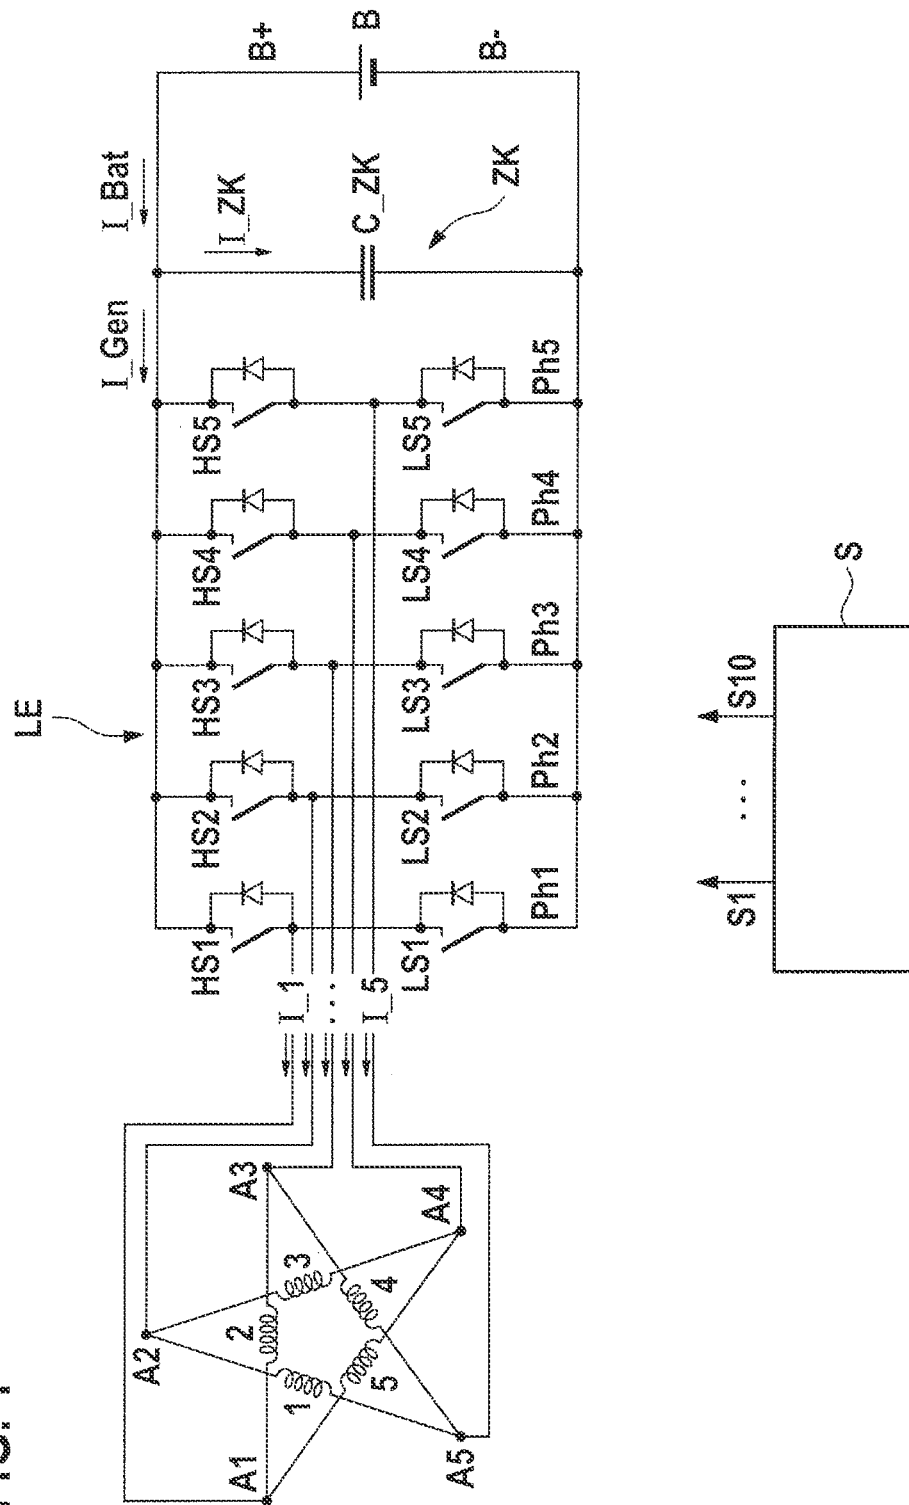 LE
I_Gen
I_Bat
B+
HS1
HS2
HS3
HS4
HS5
I_ZK
C_ZK
B
I_1
...
I_5
LS1
LS2
LS3
LS4
LS5
ZK
B-
Ph1
Ph2
Ph3
Ph4
Ph5
A2
A1
A3
2
1
3
5
4
A5
A4
S1
...
S10
S